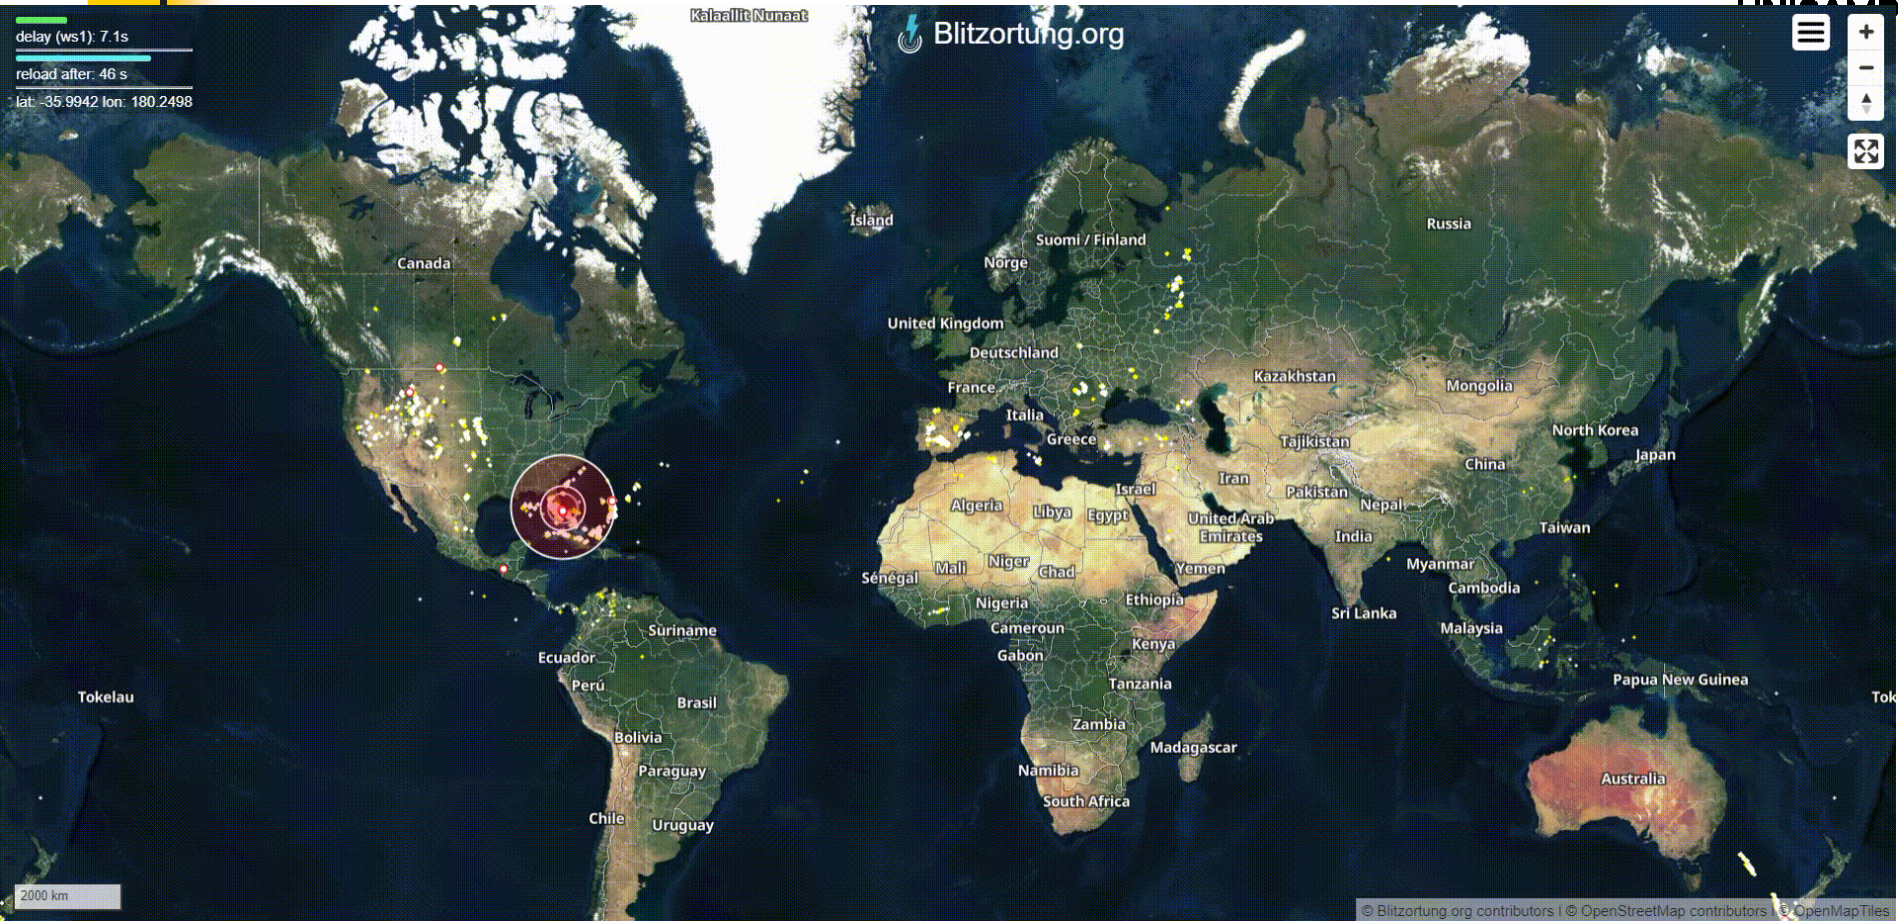 Kalaallit Nunaat
delay (ws1): 7.1s
Blitzortung.org
reload after: 46 s
lat: -35.9942 lon: 180.2498
Ísland
Russia
Suomi / Finland
Norge
Canada
United Kingdom
Deutschland
France
Kazakhstan
Mongolia
Italia
Greece
Tajikistan
North Korea
Japan
China
Iran
Israel
Pakistan
Nepal
Algeria
Libya
Egypt
United Arab
Emirates
Taiwan
India
Mali
Niger
Chad
Yemen
Myanmar
Sénégal
Cambodia
Nigeria
Ethiopia
Sri Lanka
Suriname
Cameroun
Malaysia
Kenya
Ecuador
Gabon
Perú
Tanzania
Papua New Guinea
Tokelau
Tok
Brasil
Zambia
Bolivia
Madagascar
Paraguay
Namibia
Australia
South Africa
Chile
Uruguay
2000 km
© Blitzortung.org contributors | © OpenStreetMap contributors | © OpenMapTiles